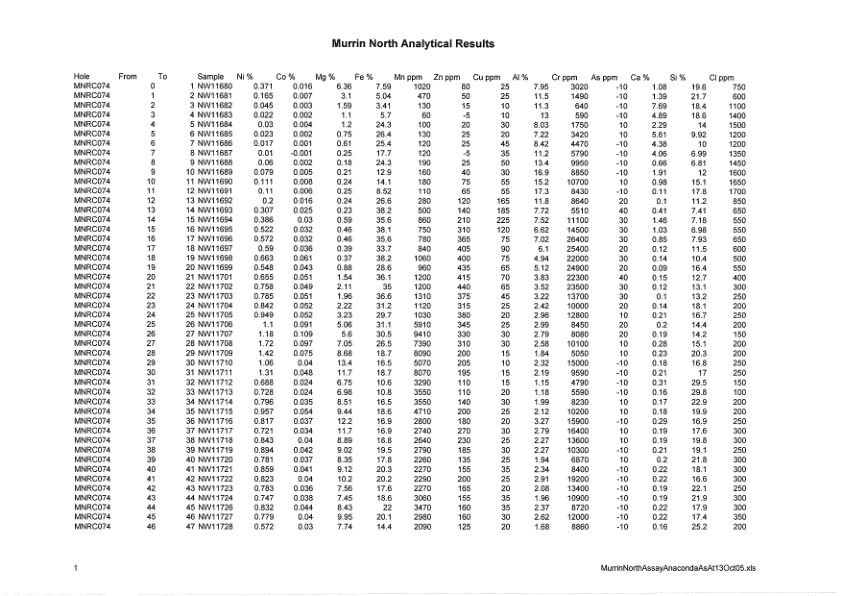 Murrin North Analytical Results
Hole From To Sample Ni % Co % Mg % Fe % Mn ppm Zn ppm Cu ppm Al % Cr ppm As ppm Ca % Si % Cl ppm
MNRC074 0 1 NW11680 0.371 0.016 6.36 7.59 1020 80 25 7.95 3020 -10 1.08 19.6 750
MNRC074 1 2 NW11681 0.165 0.007 3.1 5.04 470 50 25 11.5 1490 -10 1.39 21.7 600
MNRC074 2 3 NW11682 0.045 0.003 1.59 3.41 130 15 10 11.3 640 -10 7.69 18.4 1100
MNRC074 3 4 NW11683 0.022 0.002 1.1 5.7 60 -5 10 13 590 -10 4.89 18.6 1400
MNRC074 4 5 NW11684 0.03 0.004 1.2 24.3 100 20 30 8.03 1750 10 2.29 14 1500
MNRC074 5 6 NW11685 0.023 0.002 0.75 26.4 130 25 20 7.22 3420 10 5.61 9.92 1200
MNRC074 6 7 NW11686 0.017 0.001 0.61 25.4 120 25 45 8.42 4470 -10 4.38 10 1200
MNRC074 7 8 NW11687 0.01 -0.001 0.25 17.7 120 -5 35 11.2 5790 -10 4.06 6.99 1350
MNRC074 8 9 NW11688 0.06 0.002 0.18 24.3 190 25 50 13.4 9950 -10 0.66 6.81 1450
MNRC074 9 10 NW11689 0.079 0.005 0.21 12.9 160 40 30 16.9 8850 -10 1.91 12 1600
MNRC074 10 11 NW11690 0.111 0.008 0.24 14.1 180 75 55 15.2 10700 10 0.98 15.1 1650
MNRC074 11 12 NW11691 0.11 0.006 0.25 8.52 110 65 55 17.3 8430 -10 0.11 17.8 1700
MNRC074 12 13 NW11692 0.2 0.016 0.24 26.6 280 120 165 11.8 8640 20 0.1 11.2 850
MNRC074 13 14 NW11693 0.307 0.025 0.23 38.2 500 140 185 7.72 5510 40 0.41 7.41 650
MNRC074 14 15 NW11694 0.386 0.03 0.59 35.6 860 210 225 7.52 11100 30 1.46 7.18 550
MNRC074 15 16 NW11695 0.522 0.032 0.46 38.1 750 310 120 6.62 14500 30 1.03 6.98 550
MNRC074 16 17 NW11696 0.572 0.032 0.46 35.6 780 365 75 7.02 26400 30 0.85 7.93 650
MNRC074 17 18 NW11697 0.59 0.036 0.39 33.7 840 405 90 6.1 25400 20 0.12 11.5 600
MNRC074 18 19 NW11698 0.663 0.061 0.37 38.2 1060 400 75 4.94 22000 30 0.14 10.4 500
MNRC074 19 20 NW11699 0.548 0.043 0.88 28.6 960 435 65 5.12 24900 20 0.09 16.4 550
MNRC074 20 21 NW11701 0.655 0.051 1.54 36.1 1200 415 70 3.83 22300 40 0.15 12.7 400
MNRC074 21 22 NW11702 0.758 0.049 2.11 35 1200 440 65 3.52 23500 30 0.12 13.1 300
MNRC074 22 23 NW11703 0.785 0.051 1.96 36.6 1310 375 45 3.22 13700 30 0.1 13.2 250
MNRC074 23 24 NW11704 0.842 0.052 2.22 31.2 1120 315 25 2.42 10000 20 0.14 18.1 200
MNRC074 24 25 NW11705 0.949 0.052 3.23 29.7 1030 380 20 2.96 12800 10 0.21 16.7 250
MNRC074 25 26 NW11706 1.1 0.091 5.06 31.1 5910 345 25 2.99 8450 20 0.2 14.4 200
MNRC074 26 27 NW11707 1.18 0.109 5.6 30.5 9410 330 30 2.79 8080 20 0.19 14.2 150
MNRC074 27 28 NW11708 1.72 0.097 7.05 26.5 7390 310 30 2.58 10100 10 0.28 15.1 200
MNRC074 28 29 NW11709 1.42 0.075 8.68 18.7 8090 200 15 1.84 5050 10 0.23 20.3 200
MNRC074 29 30 NW11710 1.06 0.04 13.4 16.5 5070 205 10 2.32 15000 -10 0.18 16.8 250
MNRC074 30 31 NW11711 1.31 0.048 11.7 18.7 8070 195 15 2.19 9590 -10 0.21 17 250
MNRC074 31 32 NW11712 0.688 0.024 6.75 10.6 3290 110 15 1.15 4790 -10 0.31 29.5 150
MNRC074 32 33 NW11713 0.728 0.024 6.98 10.8 3550 110 20 1.18 5590 -10 0.16 29.8 100
MNRC074 33 34 NW11714 0.796 0.035 8.51 16.5 3550 140 30 1.99 8230 10 0.17 22.9 200
MNRC074 34 35 NW11715 0.957 0.054 9.44 18.6 4710 200 25 2.12 10200 10 0.18 19.9 200
MNRC074 35 36 NW11716 0.817 0.037 12.2 16.9 2800 180 20 3.27 15900 -10 0.29 16.9 250
MNRC074 36 37 NW11717 0.721 0.034 11.7 16.9 2740 270 30 2.79 16400 10 0.19 17.6 300
MNRC074 37 38 NW11718 0.843 0.04 8.89 18.8 2640 230 25 2.27 13600 10 0.19 19.8 300
MNRC074 38 39 NW11719 0.894 0.042 9.02 19.5 2790 185 30 2.27 10300 -10 0.21 19.1 250
MNRC074 39 40 NW11720 0.781 0.037 8.35 17.8 2260 135 25 1.94 6870 10 0.2 21.8 300
MNRC074 40 41 NW11721 0.859 0.041 9.12 20.3 2270 155 35 2.34 8400 -10 0.22 18.1 300
MNRC074 41 42 NW11722 0.823 0.04 10.2 20.2 2290 200 25 2.91 19200 -10 0.22 16.6 300
MNRC074 42 43 NW11723 0.783 0.036 7.56 17.6 2270 165 20 2.08 13400 -10 0.19 22.1 250
MNRC074 43 44 NW11724 0.747 0.038 7.45 18.6 3060 155 35 1.96 10900 -10 0.19 21.9 300
MNRC074 44 45 NW11726 0.832 0.044 8.43 22 3470 160 35 2.37 8720 -10 0.22 17.9 300
MNRC074 45 46 NW11727 0.779 0.04 9.95 20.1 2980 160 30 2.62 12000 -10 0.22 17.4 350
MNRC074 46 47 NW11728 0.572 0.03 7.74 14.4 2090 125 20 1.68 8860 -10 0.16 25.2 200
1 MurrinNorthAssayAnacondaAsAt13Oct05.xls